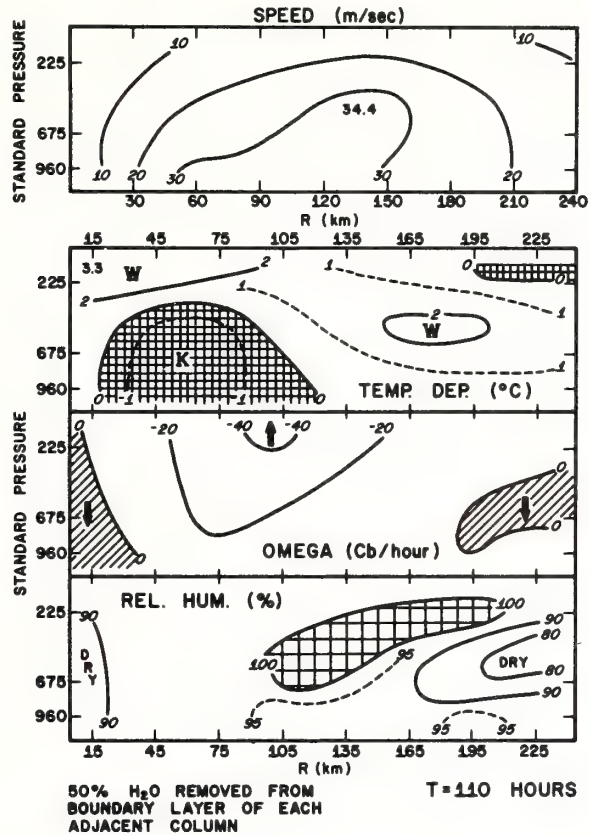 SPEED (m/sec)
STANDARD PRESSURE
225
675
960
10
10
34.4
10
20
30
30
20
30 60 90 120 150 180 210 240
R (km)
15 45 75 105 135 165 195 225
225
675
960
3.3 W
2
2
1
1
0
1
2
W
K
1
0 -1 -1 0
TEMP. DEP. (°C)
STANDARD PRESSURE
225
675
960
0
-20
-40 -40
-20
0
0
0
OMEGA (Cb/hour)
REL. HUM. (%)
225
675
960
90
DRY
90
100
100
95
95
90
80
DRY
80
90
95 95
15 45 75 105 135 165 195 225
R (km)
50% H₂O REMOVED FROM
BOUNDARY LAYER OF EACH
ADJACENT COLUMN
T=110 HOURS